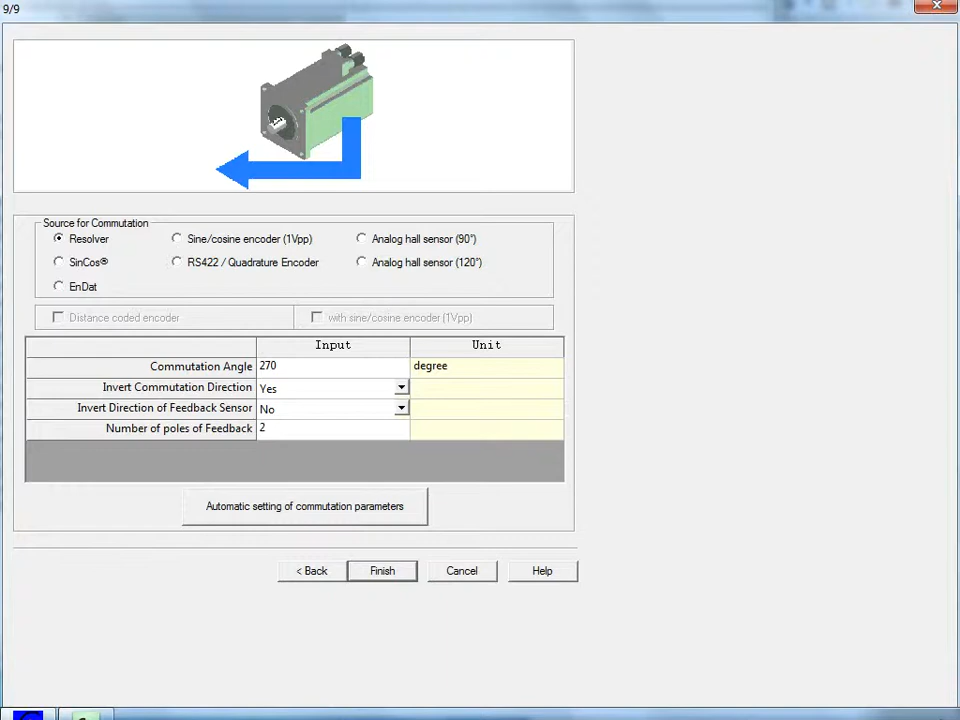 9/9
Source for Commutation
Resolver
Sine/cosine encoder (1Vpp)
Analog hall sensor (90°)
SinCos®
RS422 / Quadrature Encoder
Analog hall sensor (120°)
EnDat
Distance coded encoder
with sine/cosine encoder (1Vpp)
Input Unit
Commutation Angle 270 degree
Invert Commutation Direction Yes
Invert Direction of Feedback Sensor No
Number of poles of Feedback 2
Automatic setting of commutation parameters
< Back Finish Cancel Help